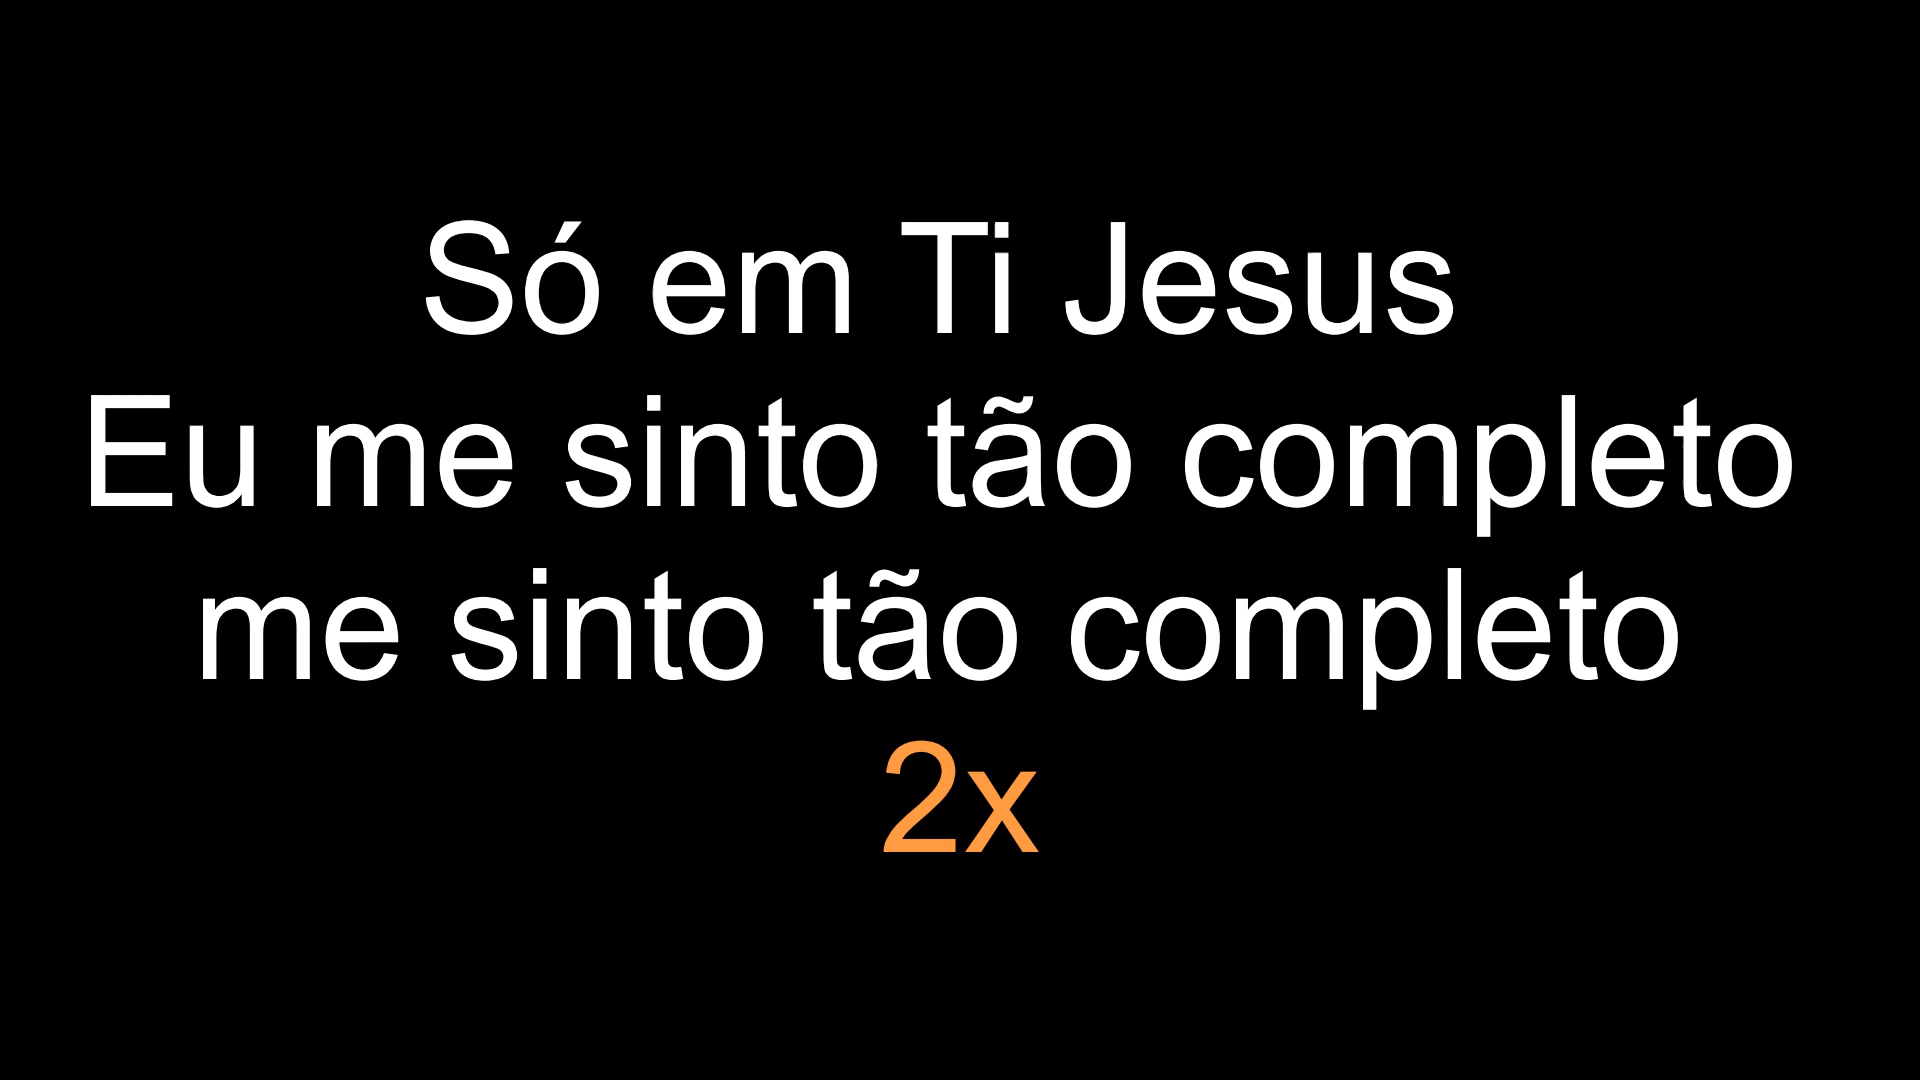 Só em Ti Jesus
Eu me sinto tão completo
me sinto tão completo
2x